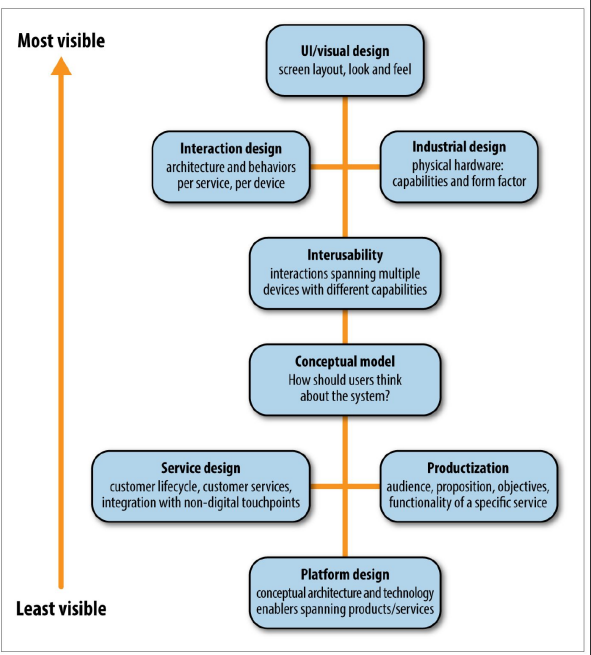 Most visible
UI/visual design
screen layout, look and feel
Interaction design
architecture and behaviors
per service, per device
Industrial design
physical hardware:
capabilities and form factor
Interusability
interactions spanning multiple
devices with different capabilities
Conceptual model
How should users think
about the system?
Service design
customer lifecycle, customer services,
integration with non-digital touchpoints
Productization
audience, proposition, objectives,
functionality of a specific service
Platform design
conceptual architecture and technology
enablers spanning products/services
Least visible